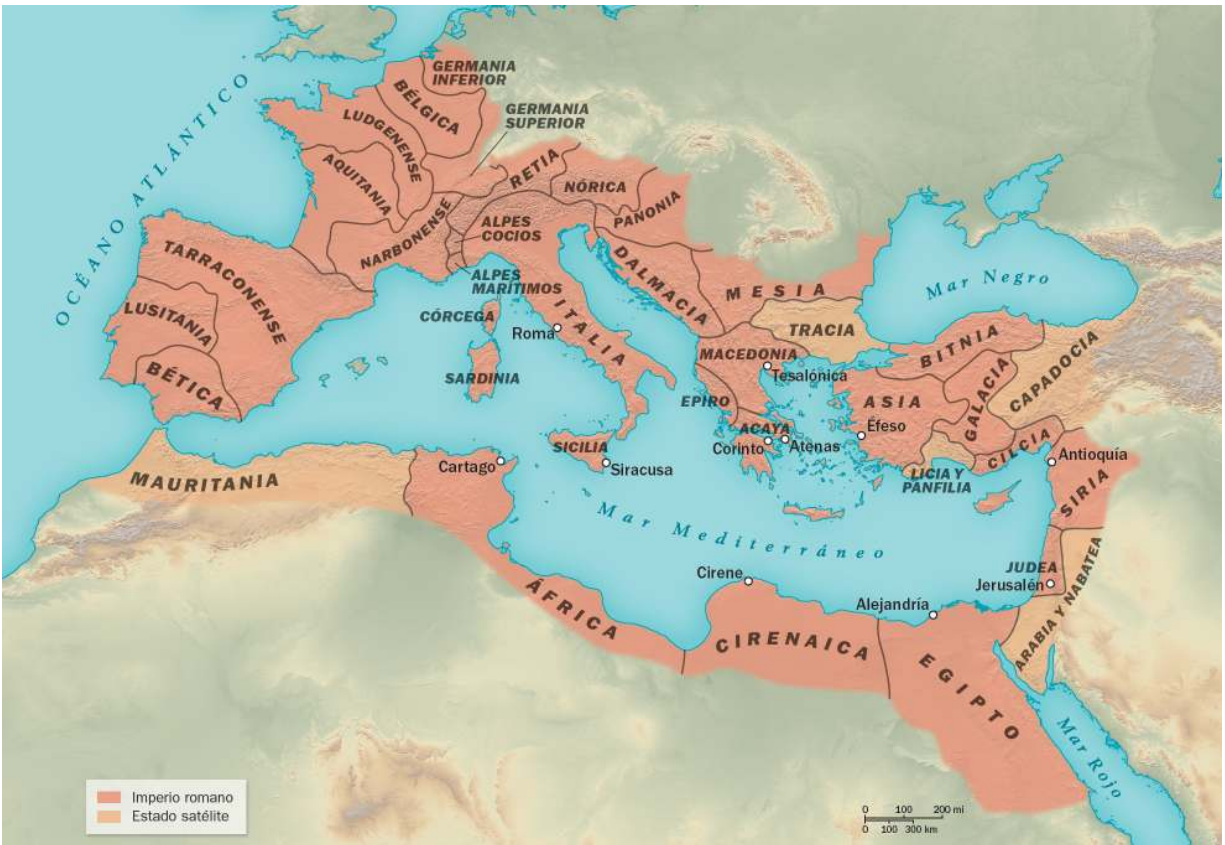 OCÉANO ATLÁNTICO
GERMANIA
INFERIOR
BÉLGICA
GERMANIA
SUPERIOR
LUDGENENSE
AQUITANIA
RETIA
NÓRICA
PANONIA
NARBONENSE
ALPES
COCIOS
ALPES
MARÍTIMOS
TARRACONENSE
LUSITANIA
BÉTICA
CÓRCEGA
SARDINIA
Roma
ITALIA
DALMACIA
MESIA
Mar Negro
TRACIA
MACEDONIA
Tesalónica
BITNIA
CAPADOCIA
GALACIA
ASIA
EPIRO
ACAYA
Corinto
Atenas
Éfeso
CILCIA
LICIA Y
PANFILIA
Antioquía
SIRIA
SICILIA
Siracusa
Cartago
MAURITANIA
Mar Mediterráneo
JUDEA
Jerusalén
ARABIA Y NABATEA
Cirene
Alejandría
ÁFRICA
CIRENAICA
EGIPTO
Mar Rojo
Imperio romano
Estado satélite
0 100 200 mi
0 100 300 km